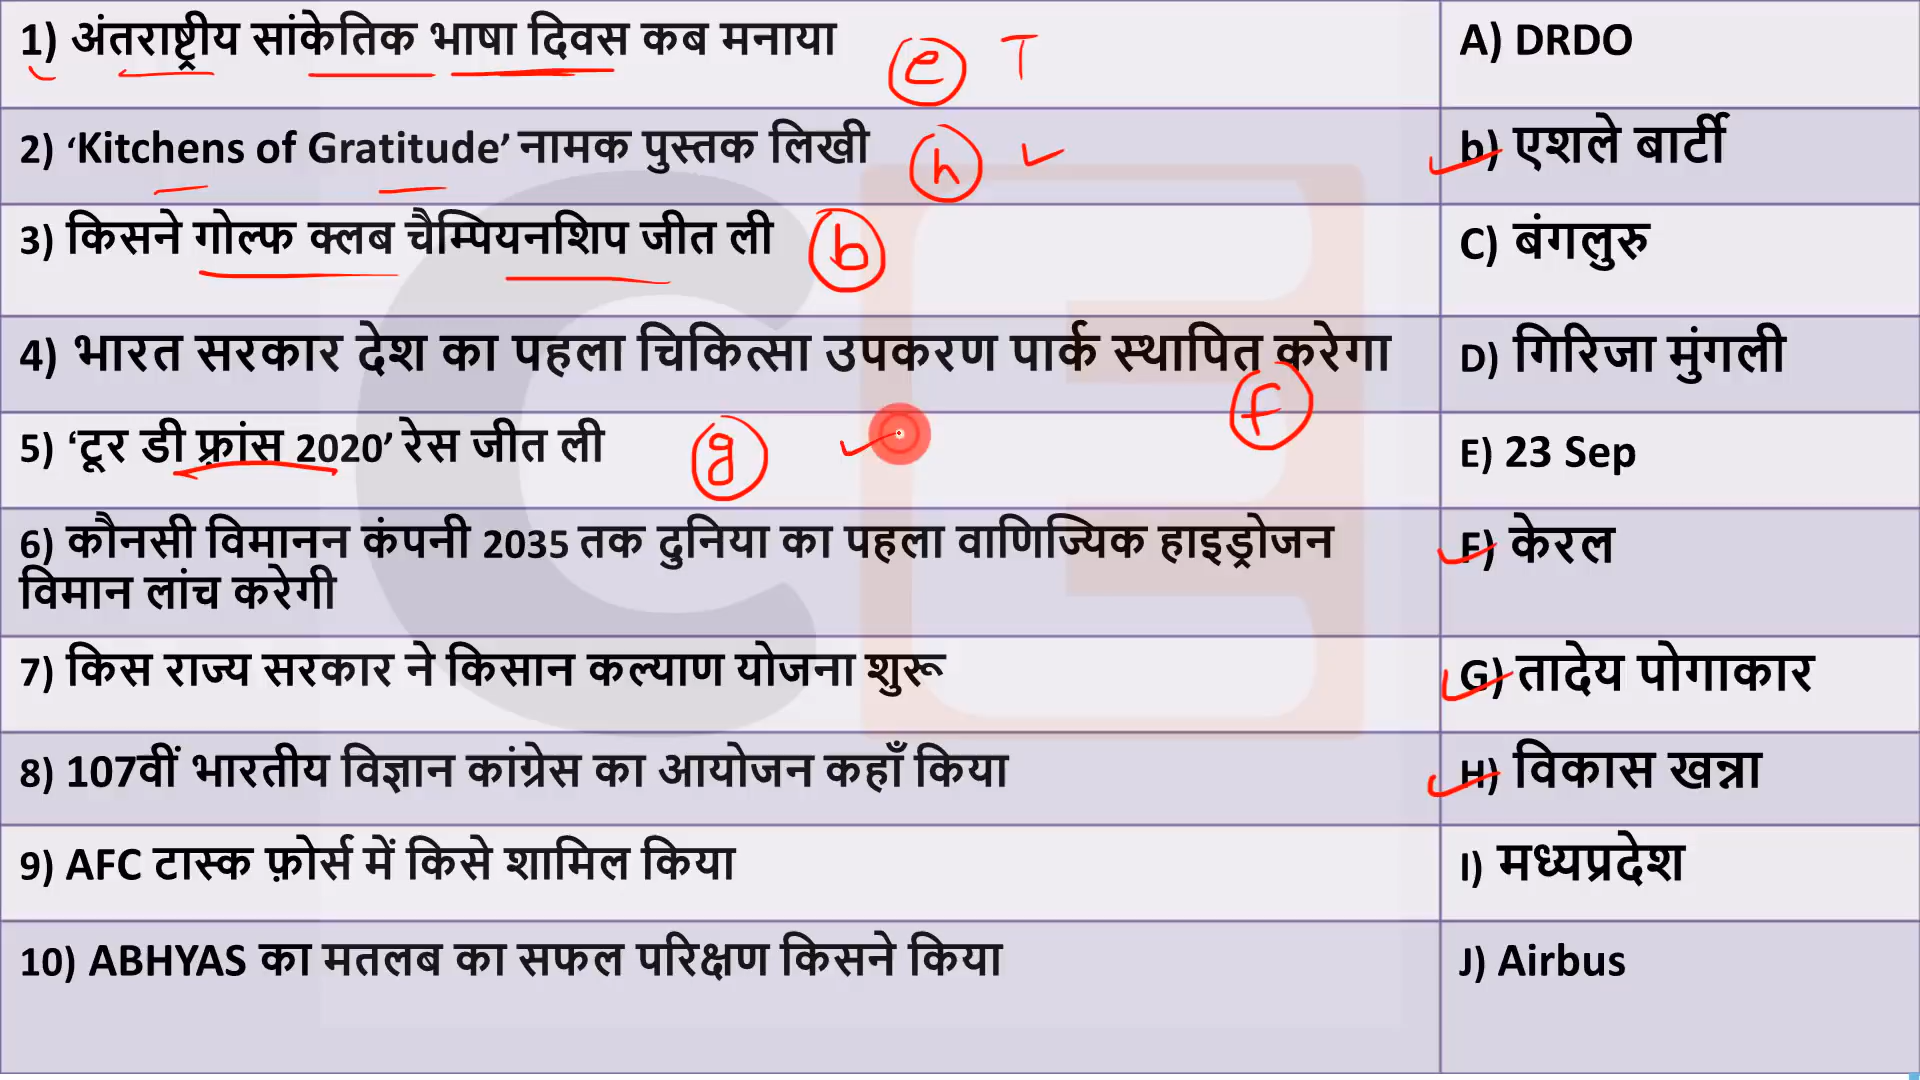 1) अंतराष्ट्रीय सांकेतिक भाषा दिवस कब मनाया
e T
A) DRDO
2) ‘Kitchens of Gratitude’ नामक पुस्तक लिखी
h
b) एशले बार्टी
3) किसने गोल्फ क्लब चैम्पियनशिप जीत ली
b
C) बंगलुरु
4) भारत सरकार देश का पहला चिकित्सा उपकरण पार्क स्थापित करेगा
f
D) गिरिजा मुंगली
5) ‘टूर डी फ़्रांस 2020’ रेस जीत ली
g
E) 23 Sep
6) कौनसी विमानन कंपनी 2035 तक दुनिया का पहला वाणिज्यिक हाइड्रोजन
विमान लांच करेगी
F) केरल
7) किस राज्य सरकार ने किसान कल्याण योजना शुरू
G) तादेय पोगाकार
8) 107वीं भारतीय विज्ञान कांग्रेस का आयोजन कहाँ किया
H) विकास खन्ना
9) AFC टास्क फ़ोर्स में किसे शामिल किया
I) मध्यप्रदेश
10) ABHYAS का मतलब का सफल परिक्षण किसने किया
J) Airbus
CE